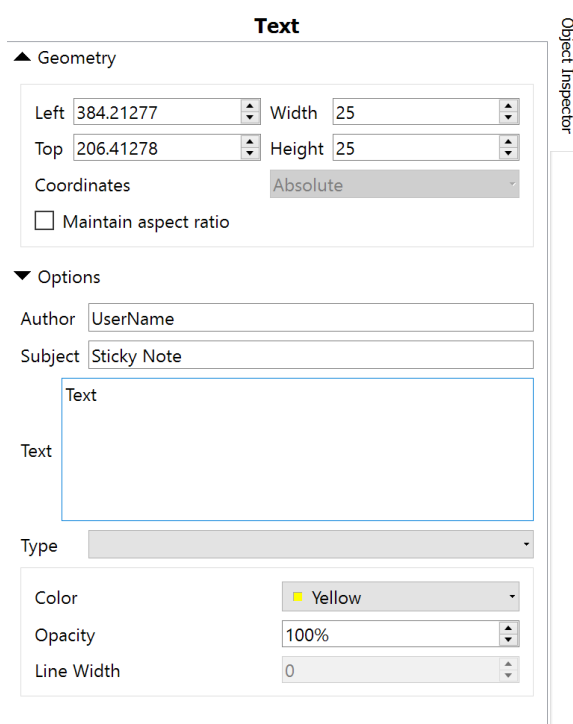 Text
Object Inspector
Geometry
Left 384.21277 Width 25
Top 206.41278 Height 25
Coordinates Absolute
Maintain aspect ratio
Options
Author UserName
Subject Sticky Note
Text
Text
Type
Color Yellow
Opacity 100%
Line Width 0